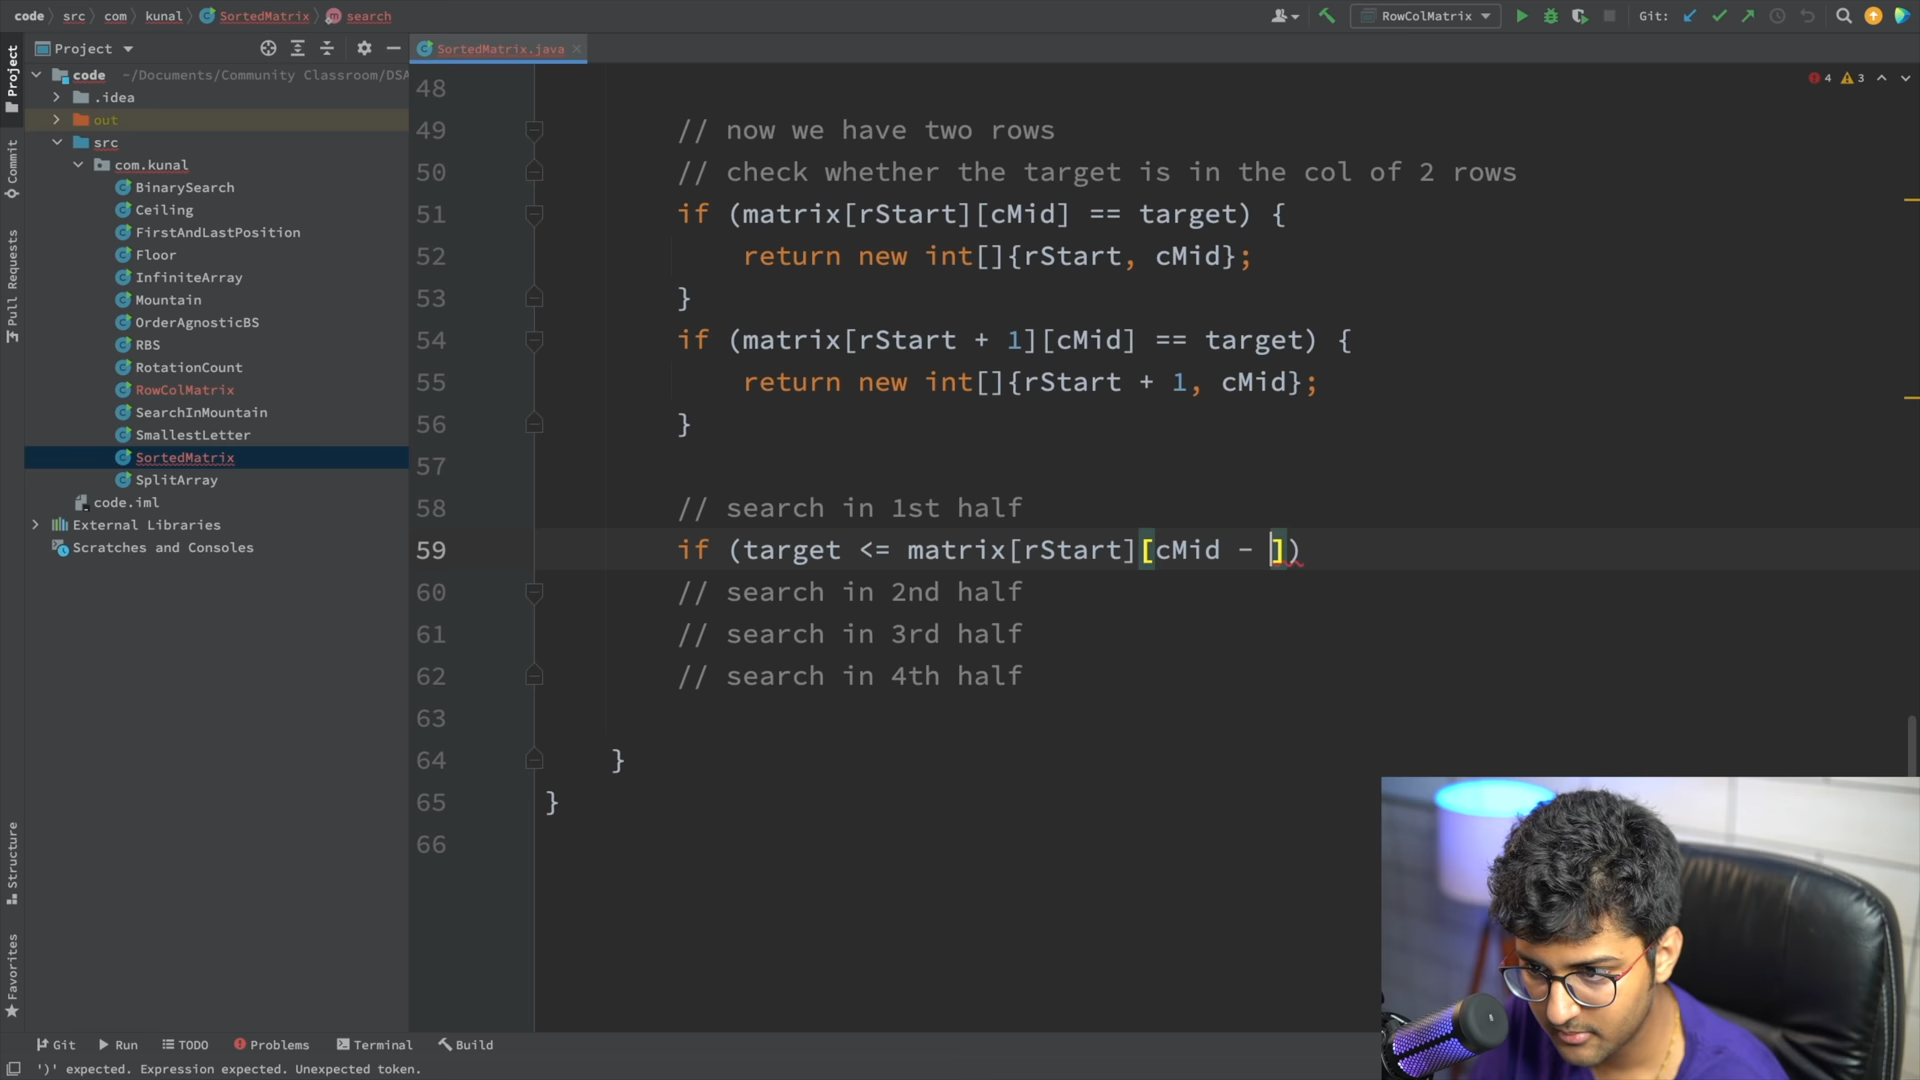 code src com kunal SortedMatrix search
RowColMatrix Git:
Project
SortedMatrix.java
code ~/Documents/Community Classroom/DSA
.idea
out
src
com.kunal
BinarySearch
Ceiling
FirstAndLastPosition
Floor
InfiniteArray
Mountain
OrderAgnosticBS
RBS
RotationCount
RowColMatrix
SearchInMountain
SmallestLetter
SortedMatrix
SplitArray
code.iml
External Libraries
Scratches and Consoles
Project
Commit
Pull Requests
Structure
Favorites
4 3
48
49 // now we have two rows
50 // check whether the target is in the col of 2 rows
51 if (matrix[rStart][cMid] == target) {
52 return new int[]{rStart, cMid};
53 }
54 if (matrix[rStart + 1][cMid] == target) {
55 return new int[]{rStart + 1, cMid};
56 }
57
58 // search in 1st half
59 if (target <= matrix[rStart][cMid - ])
60 // search in 2nd half
61 // search in 3rd half
62 // search in 4th half
63
64 }
65 }
66
Git Run TODO Problems Terminal Build
')' expected. Expression expected. Unexpected token.